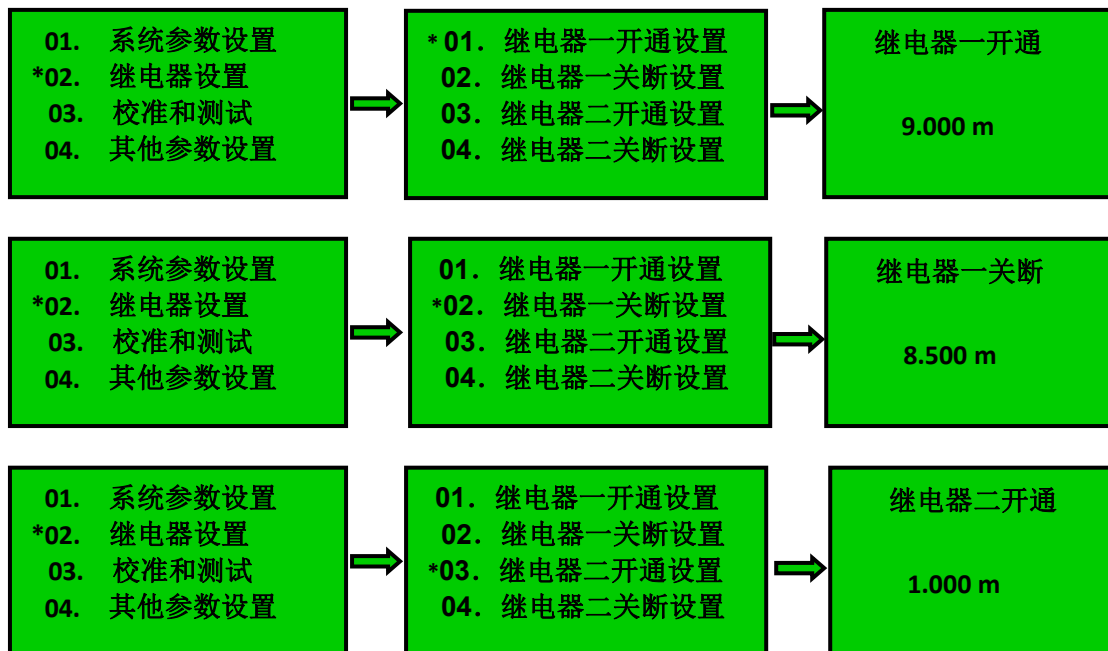 01. 系统参数设置
*02. 继电器设置
03. 校准和测试
04. 其他参数设置
*01. 继电器一开通设置
02. 继电器一关断设置
03. 继电器二开通设置
04. 继电器二关断设置
继电器一开通
9.000 m
01. 系统参数设置
*02. 继电器设置
03. 校准和测试
04. 其他参数设置
01. 继电器一开通设置
*02. 继电器一关断设置
03. 继电器二开通设置
04. 继电器二关断设置
继电器一关断
8.500 m
01. 系统参数设置
*02. 继电器设置
03. 校准和测试
04. 其他参数设置
01. 继电器一开通设置
02. 继电器一关断设置
*03. 继电器二开通设置
04. 继电器二关断设置
继电器二开通
1.000 m